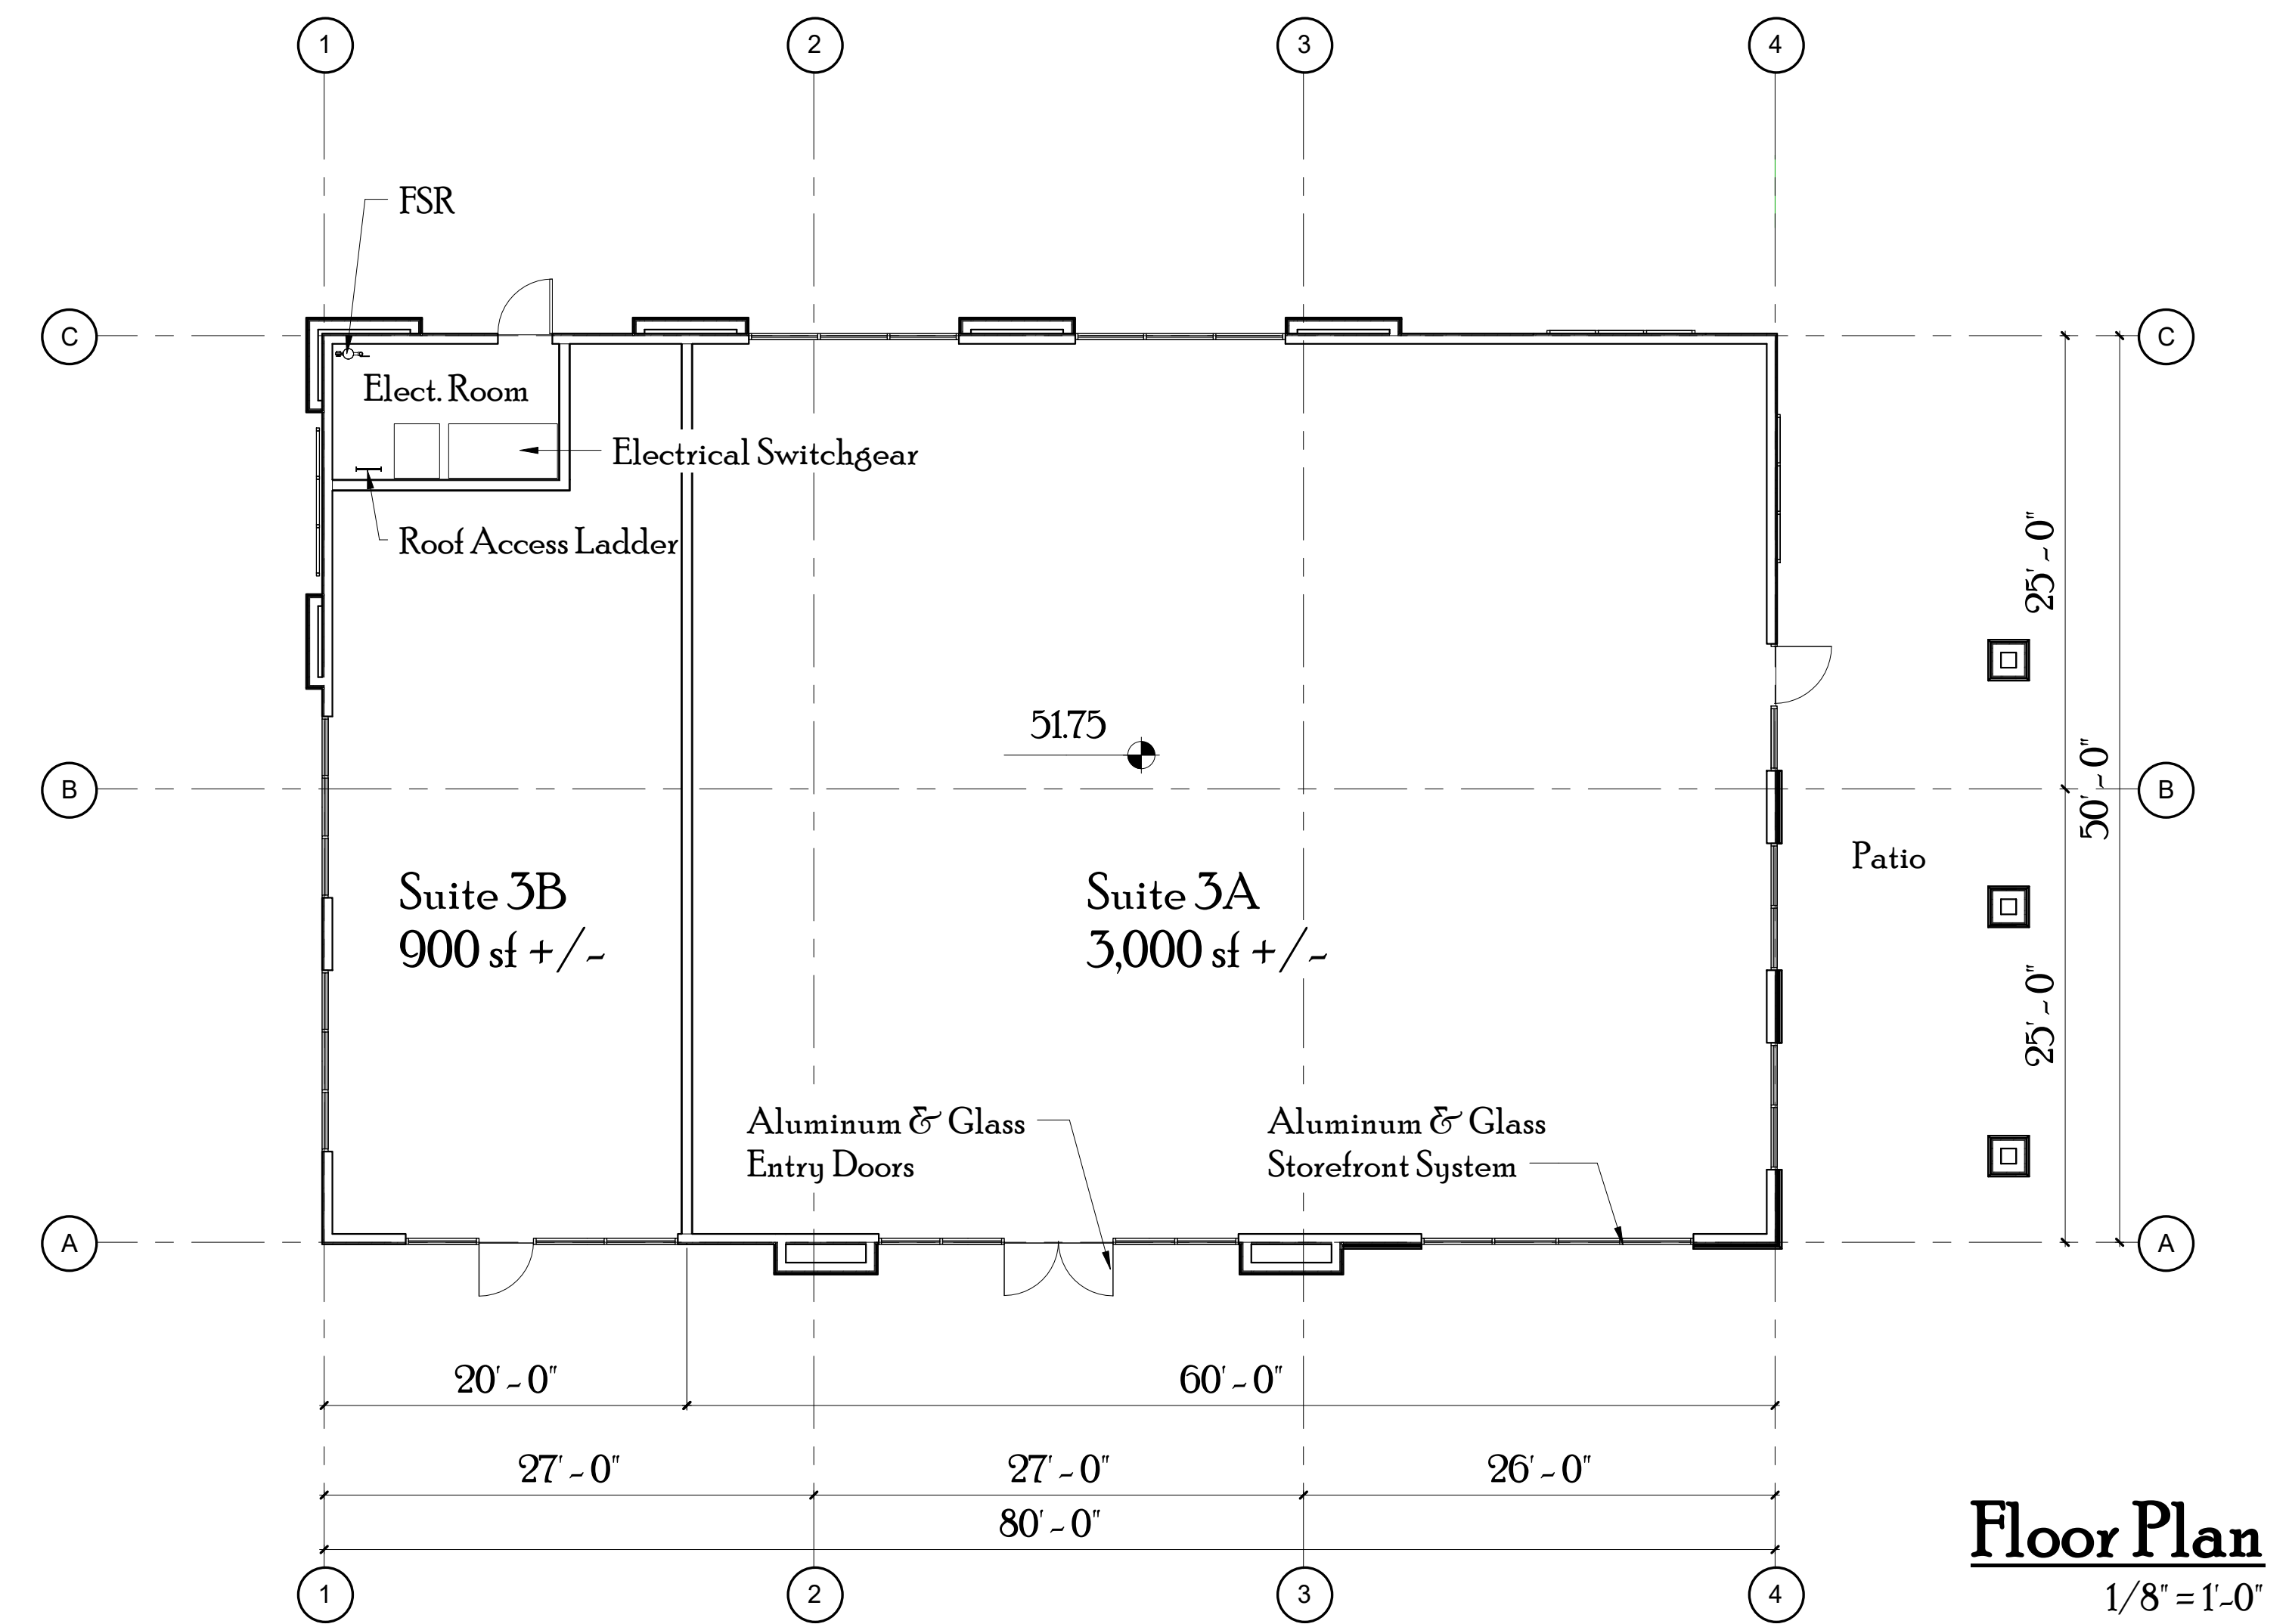 1 2 3 4
FSR
C C
Elect. Room
Electrical Switchgear
Roof Access Ladder
25'~0"
51.75
50'~0"
B B
Patio
Suite 3B
900 sf +/~
Suite 3A
3,000 sf +/~
25'~0"
Aluminum & Glass
Entry Doors
Aluminum & Glass
Storefront System
A A
20'~0" 60'~0"
27'~0" 27'~0" 26'~0"
80'~0"
1 2 3 4
Floor Plan
1/8" = 1'~0"